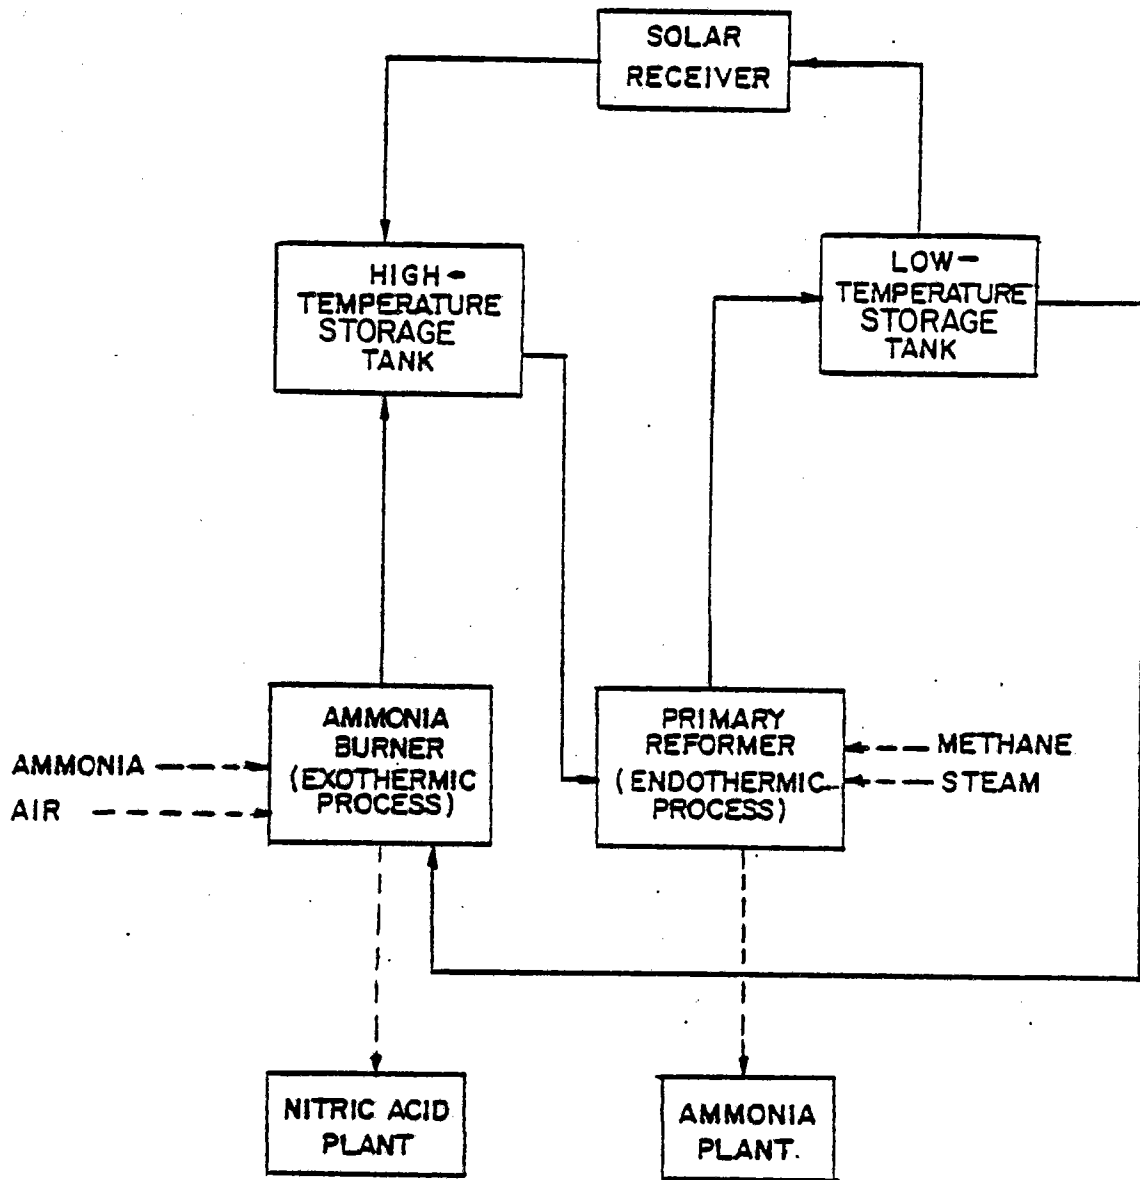 SOLAR
RECEIVER
HIGH-
TEMPERATURE
STORAGE
TANK
LOW-
TEMPERATURE
STORAGE
TANK
AMMONIA
BURNER
(EXOTHERMIC
PROCESS)
PRIMARY
REFORMER
(ENDOTHERMIC
PROCESS)
METHANE
STEAM
AMMONIA
AIR
NITRIC ACID
PLANT
AMMONIA
PLANT.